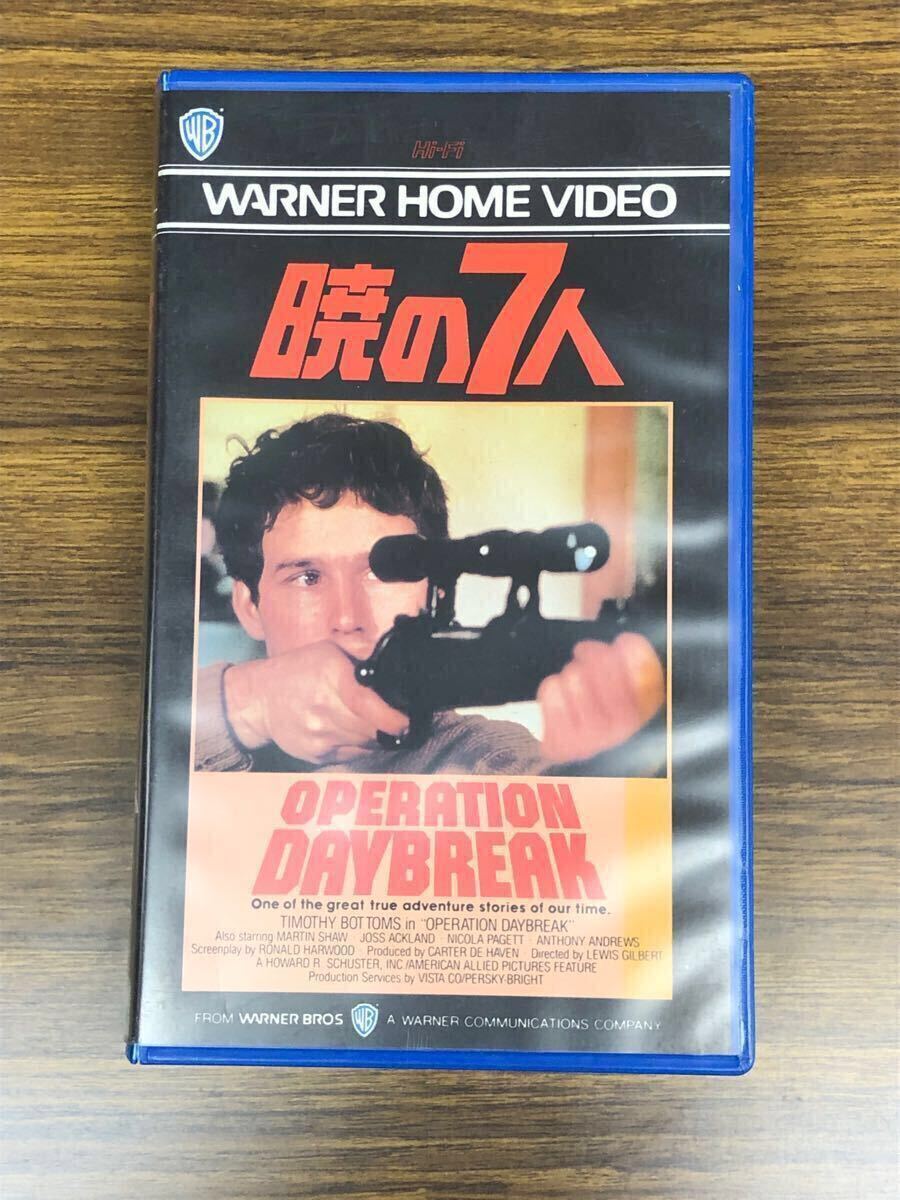 WB
Hi-Fi
WARNER HOME VIDEO
暁の7人
OPERATION
DAYBREAK
One of the great true adventure stories of our time.
TIMOTHY BOTTOMS in "OPERATION DAYBREAK"
Also starring MARTIN SHAW · JOSS ACKLAND · NICOLA PAGETT · ANTHONY ANDREWS
Screenplay by RONALD HARWOOD · Produced by CARTER DE HAVEN · Directed by LEWIS GILBERT
A HOWARD R. SCHUSTER, INC/AMERICAN ALLIED PICTURES FEATURE
Production Services by VISTA CO/PERSKY-BRIGHT
FROM WARNER BROS WB A WARNER COMMUNICATIONS COMPANY